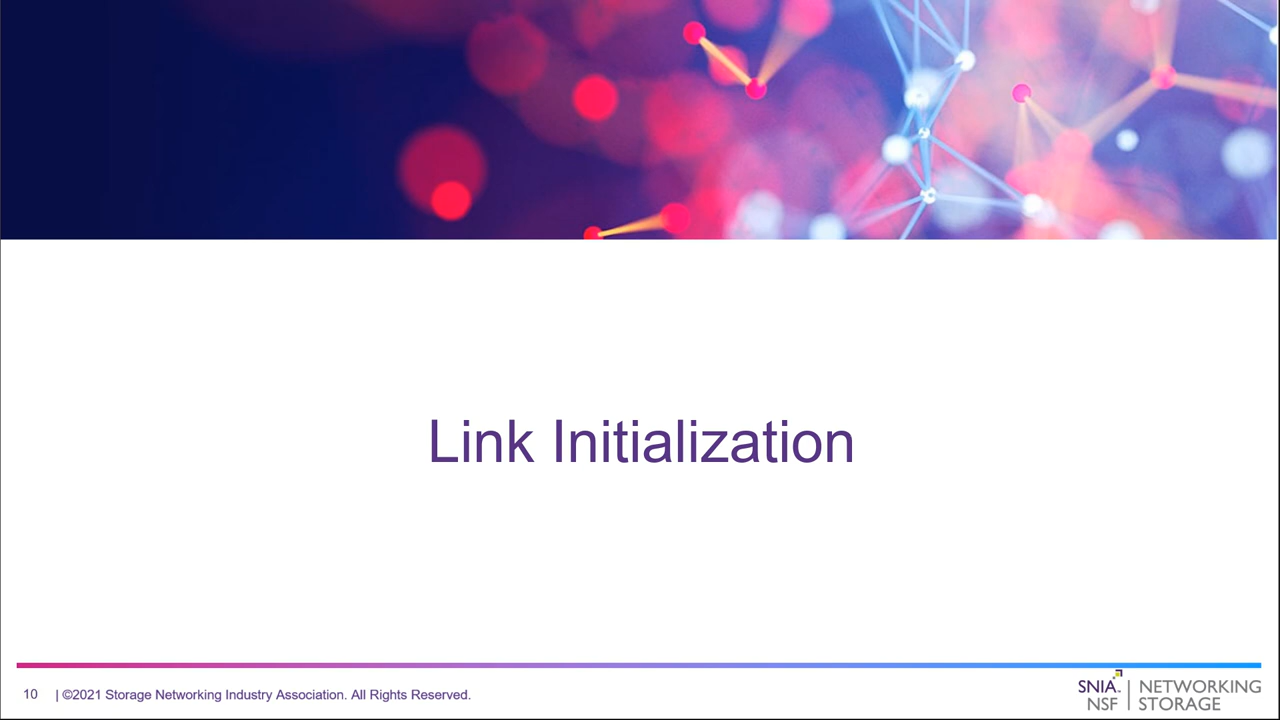 Link Initialization
10 | ©2021 Storage Networking Industry Association. All Rights Reserved.
SNIA. | NETWORKING
NSF | STORAGE